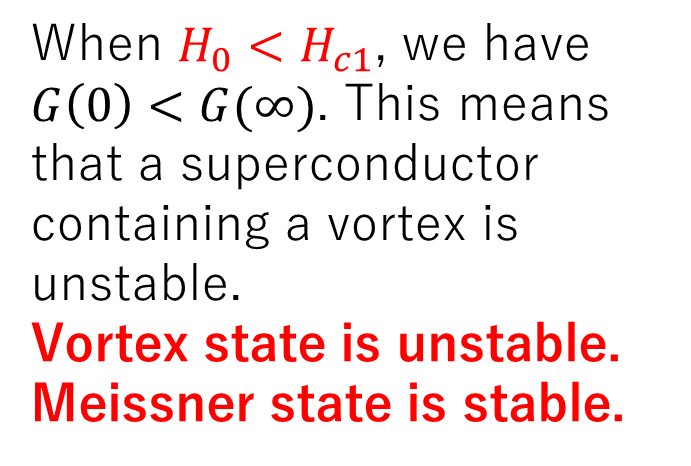 When H₀ < H_c1, we have
G(0) < G(∞). This means
that a superconductor
containing a vortex is
unstable.
Vortex state is unstable.
Meissner state is stable.